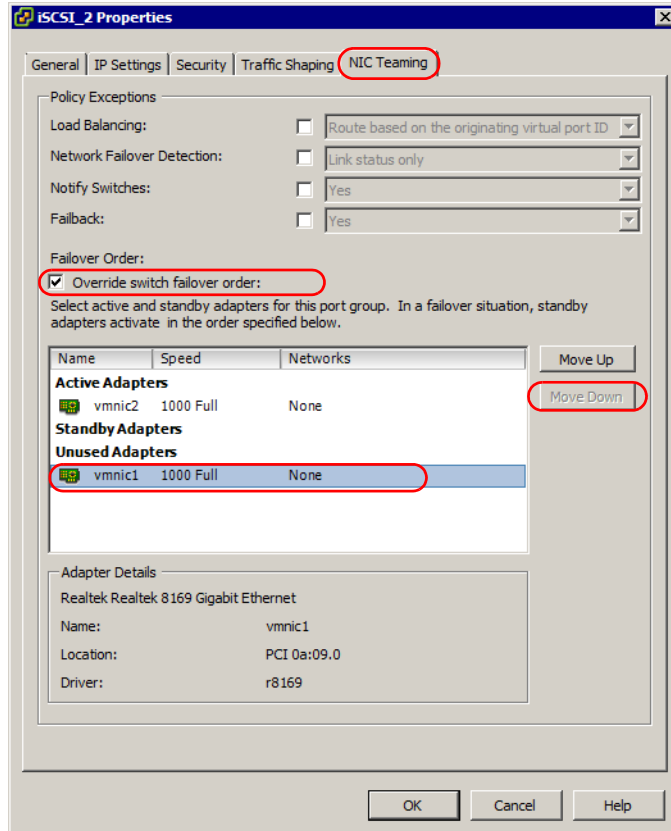 iSCSI_2 Properties
General IP Settings Security Traffic Shaping NIC Teaming
Policy Exceptions
Load Balancing: Route based on the originating virtual port ID
Network Failover Detection: Link status only
Notify Switches: Yes
Failback: Yes
Failover Order:
Override switch failover order:
Select active and standby adapters for this port group. In a failover situation, standby
adapters activate in the order specified below.
Name Speed Networks Move Up
Active Adapters
vmnic2 1000 Full None Move Down
Standby Adapters
Unused Adapters
vmnic1 1000 Full None
Adapter Details
Realtek Realtek 8169 Gigabit Ethernet
Name: vmnic1
Location: PCI 0a:09.0
Driver: r8169
OK Cancel Help